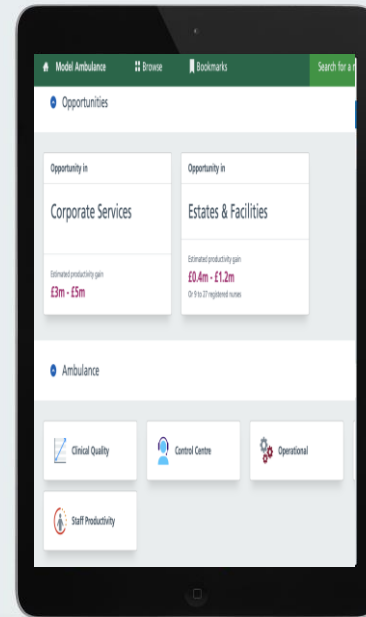 Model Ambulance Browse Bookmarks Search for a
Opportunities
Opportunity in Opportunity in
Corporate Services Estates & Facilities
Estimated productivity gain Estimated productivity gain
£3m - £5m £0.4m - £1.2m
Or 9 to 27 registered nurses
Ambulance
Clinical Quality Control Centre Operational
Staff Productivity